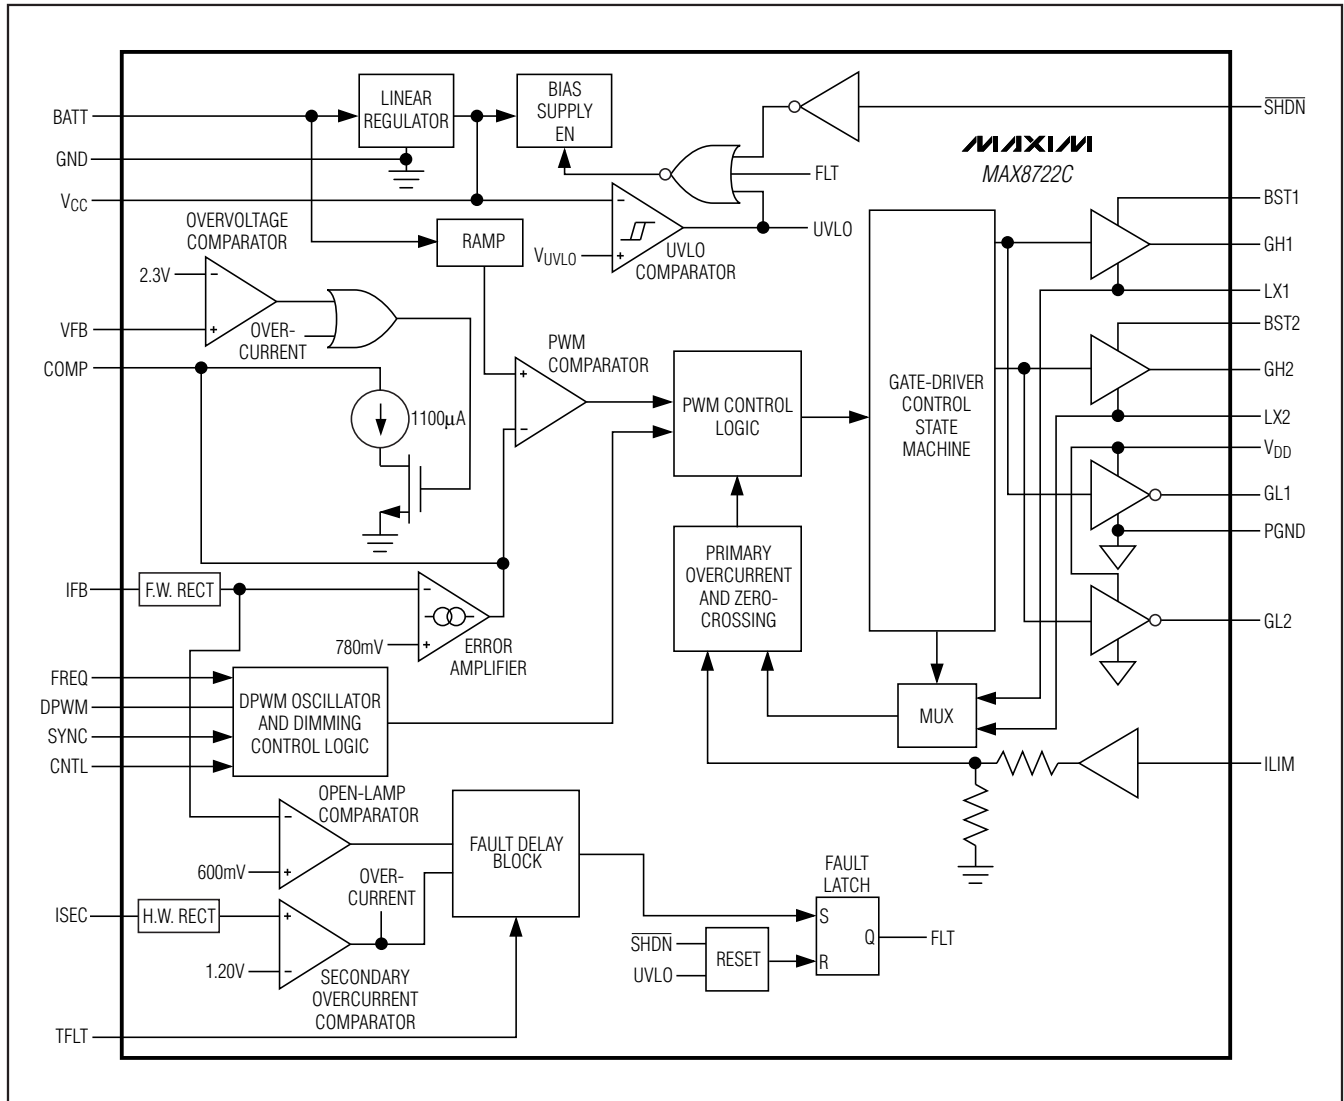 BATT
GND
VCC
OVERVOLTAGE
COMPARATOR
2.3V
-
+
VFB
OVER-
CURRENT
COMP
LINEAR
REGULATOR
BIAS
SUPPLY
EN
RAMP
VUVLO
-
+
UVLO
COMPARATOR
FLT
UVLO
SHDN
MAXIM
MAX8722C
1100µA
PWM
COMPARATOR
+
-
PWM CONTROL
LOGIC
GATE-DRIVER
CONTROL
STATE
MACHINE
BST1
GH1
LX1
BST2
GH2
LX2
VDD
GL1
PGND
GL2
PRIMARY
OVERCURRENT
AND ZERO-
CROSSING
IFB
F.W. RECT
-
+
780mV
ERROR
AMPLIFIER
FREQ
DPWM
SYNC
CNTL
DPWM OSCILLATOR
AND DIMMING
CONTROL LOGIC
MUX
ILIM
OPEN-LAMP
COMPARATOR
-
+
600mV
OVER-
CURRENT
FAULT DELAY
BLOCK
ISEC
H.W. RECT
+
-
1.20V
SECONDARY
OVERCURRENT
COMPARATOR
TFLT
SHDN
UVLO
RESET
FAULT
LATCH
S
Q
R
FLT